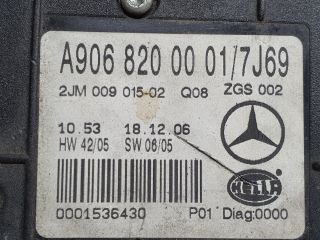 A906 820 00 01/7J69
2JM 009 015-02 Q08 ZGS 002
10.53 18.12.06
HW 42/05 SW 06/05
HELLA
0001536430 P01 Diag:0000